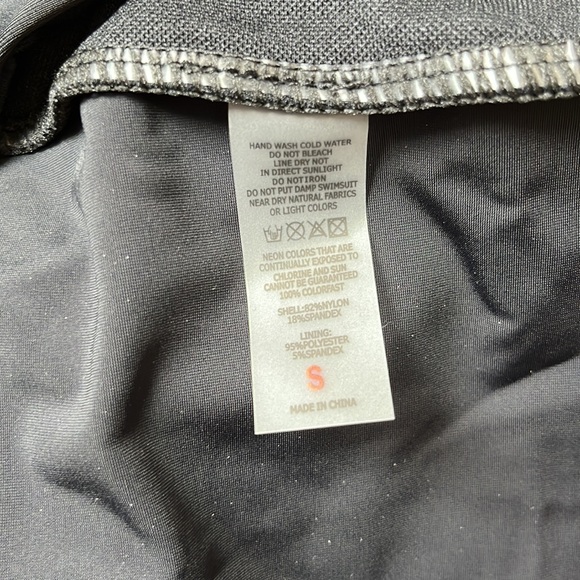 HAND WASH COLD WATER
DO NOT BLEACH
LINE DRY NOT
IN DIRECT SUNLIGHT
DO NOT IRON
DO NOT PUT DAMP SWIMSUIT
NEAR DRY NATURAL FABRICS
OR LIGHT COLORS
NEON COLORS THAT ARE
CONTINUALLY EXPOSED TO
CHLORINE AND SUN
CANNOT BE GUARANTEED
100% COLORFAST
SHELL:82%NYLON
18%SPANDEX
LINING:
95%POLYESTER
5%SPANDEX
S
MADE IN CHINA